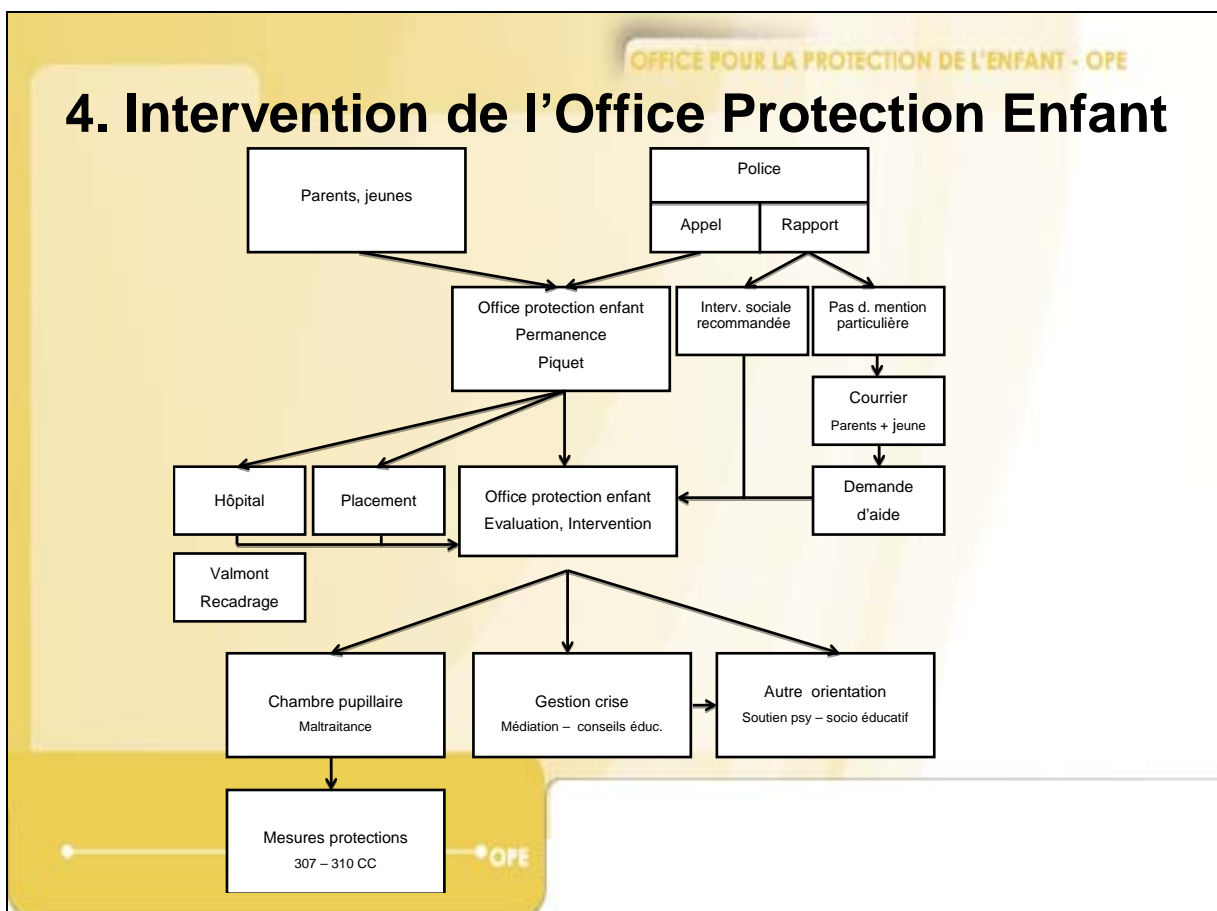 OFFICE POUR LA PROTECTION DE L'ENFANT - OPE
4. Intervention de l'Office Protection Enfant
Parents, jeunes
Police
Appel
Rapport
Office protection enfant
Permanence
Piquet
Interv. sociale
recommandée
Pas d. mention
particulière
Courrier
Parents + jeune
Hôpital
Placement
Office protection enfant
Evaluation, Intervention
Demande
d'aide
Valmont
Recadrage
Chambre pupillaire
Maltraitance
Gestion crise
Médiation – conseils éduc.
Autre orientation
Soutien psy – socio éducatif
Mesures protections
307 – 310 CC
OPE